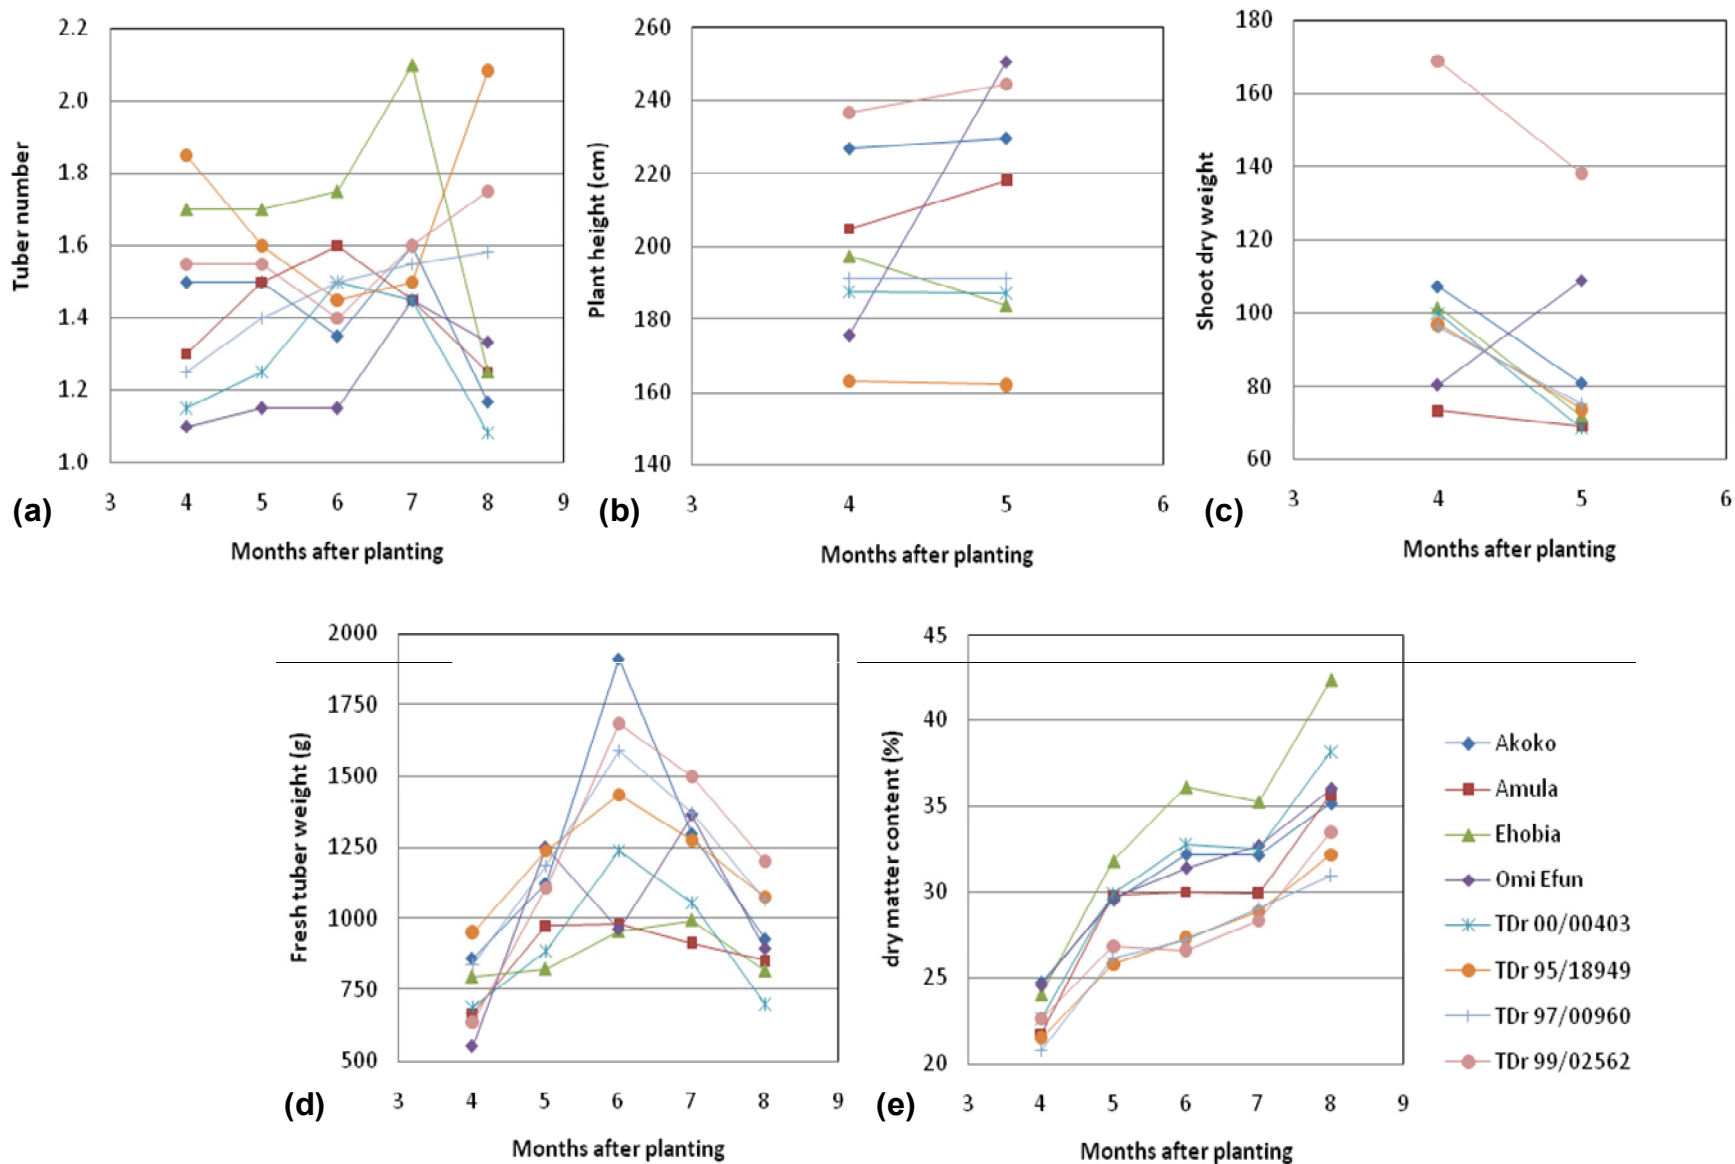 2.2
2.0
1.8
1.6
1.4
1.2
1.0
Tuber number
3 4 5 6 7 8 9
(a)
Months after planting
260
240
220
200
180
160
140
Plant height (cm)
3 4 5 6
(b)
Months after planting
180
160
140
120
100
80
60
Shoot dry weight
3 4 5 6
(c)
Months after planting
2000
1750
1500
1250
1000
750
500
Fresh tuber weight (g)
3 4 5 6 7 8 9
(d)
Months after planting
45
40
35
30
25
20
dry matter content (%)
3 4 5 6 7 8 9
(e)
Months after planting
Akoko
Amula
Ehobia
Omi Efun
TDr 00/00403
TDr 95/18949
TDr 97/00960
TDr 99/02562